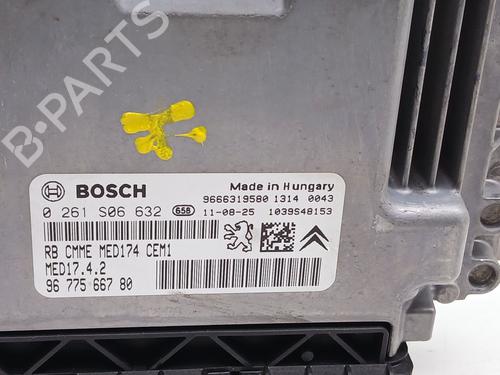 B-PARTS
BOSCH
Made in Hungary
9666319580 1314 0043
0 261 S06 632 658 11-08-25 1039S48153
RB CMME MED174 CEM1
MED17.4.2
96 775 667 80